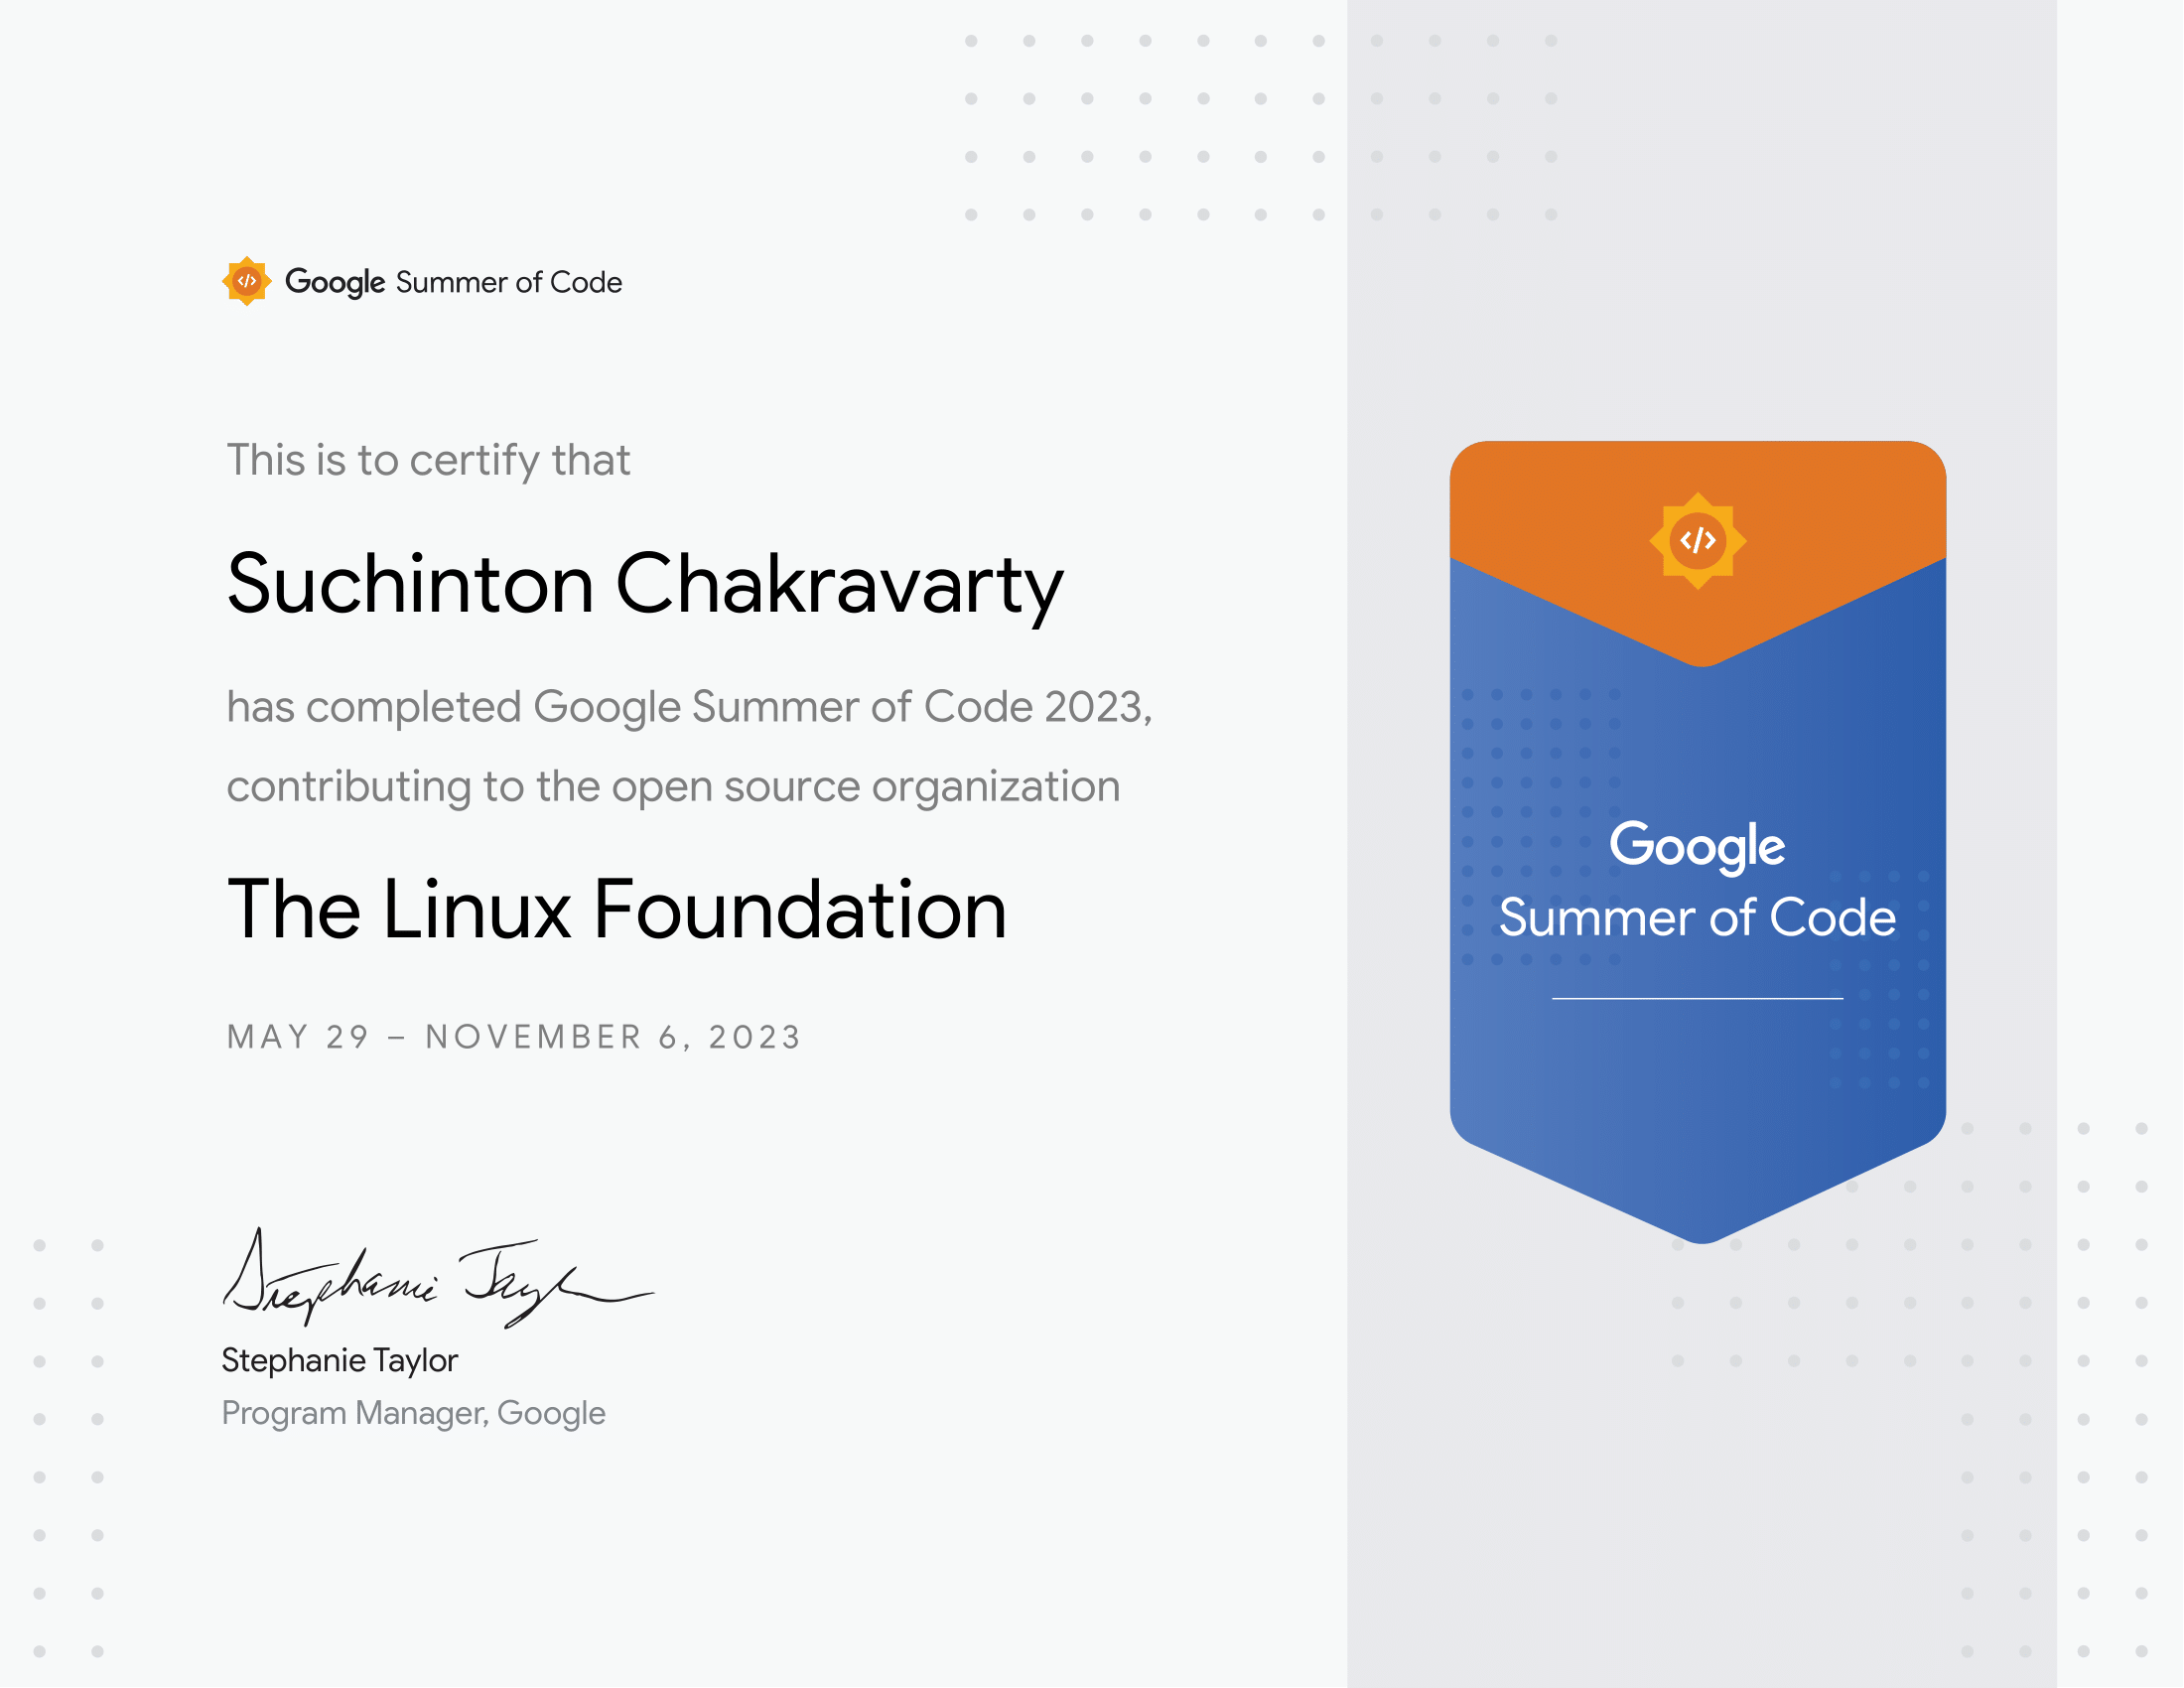 </> Google Summer of Code
This is to certify that
Suchinton Chakravarty
has completed Google Summer of Code 2023,
contributing to the open source organization
The Linux Foundation
MAY 29 – NOVEMBER 6, 2023
Stephanie Taylor
Stephanie Taylor
Program Manager, Google
</>
Google
Summer of Code